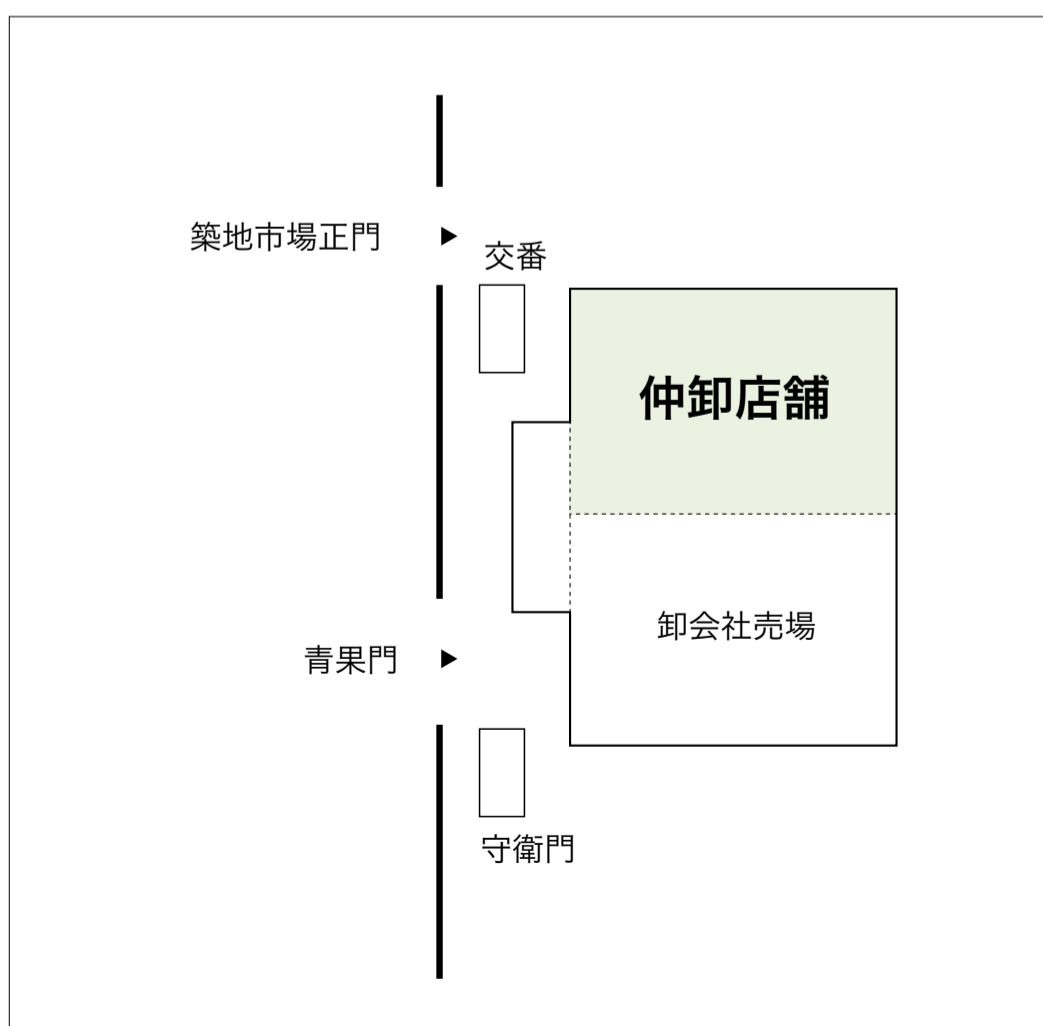 築地市場正門
交番
仲卸店舗
卸会社売場
青果門
守衛門